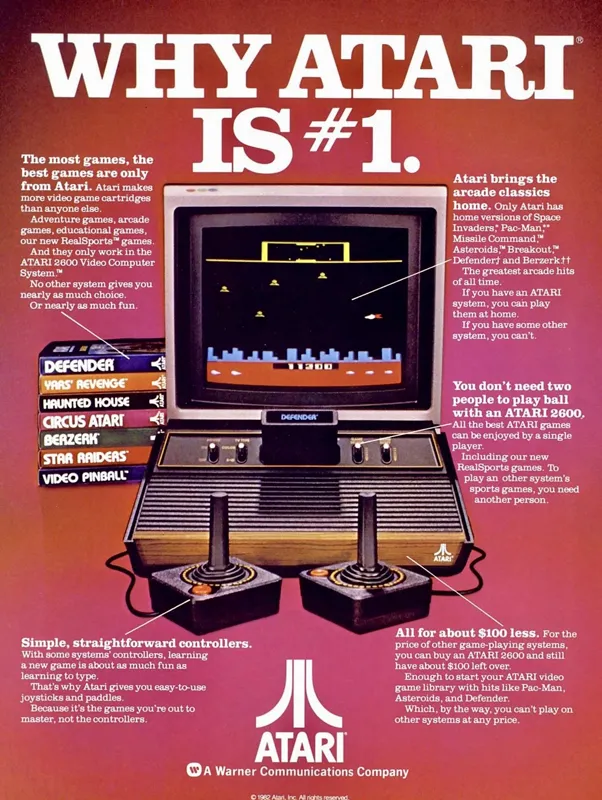 WHY ATARI®
IS #1.
The most games, the
best games are only
from Atari. Atari makes
more video game cartridges
than anyone else.
Adventure games, arcade
games, educational games,
our new RealSports™ games.
And they only work in the
ATARI 2600 Video Computer
System.™
No other system gives you
nearly as much choice.
Or nearly as much fun.
Atari brings the
arcade classics
home. Only Atari has
home versions of Space
Invaders,* Pac-Man,**
Missile Command,™
Asteroids,™ Breakout,™
Defender† and Berzerk††
The greatest arcade hits
of all time.
If you have an ATARI
system, you can play
them at home.
If you have some other
system, you can't.
11300
DEFENDER
YARS' REVENGE
HAUNTED HOUSE
CIRCUS ATARI
BERZERK
STAR RAIDERS
VIDEO PINBALL
DEFENDER
You don't need two
people to play ball
with an ATARI 2600.
All the best ATARI games
can be enjoyed by a single
player.
Including our new
RealSports games. To
play an other system's
sports games, you need
another person.
ATARI
Simple, straightforward controllers.
With some systems' controllers, learning
a new game is about as much fun as
learning to type.
That's why Atari gives you easy-to-use
joysticks and paddles.
Because it's the games you're out to
master, not the controllers.
All for about $100 less. For the
price of other game-playing systems,
you can buy an ATARI 2600 and still
have about $100 left over.
Enough to start your ATARI video
game library with hits like Pac-Man,
Asteroids, and Defender.
Which, by the way, you can't play on
other systems at any price.
ATARI®
A Warner Communications Company
© 1982 Atari, Inc. All rights reserved.